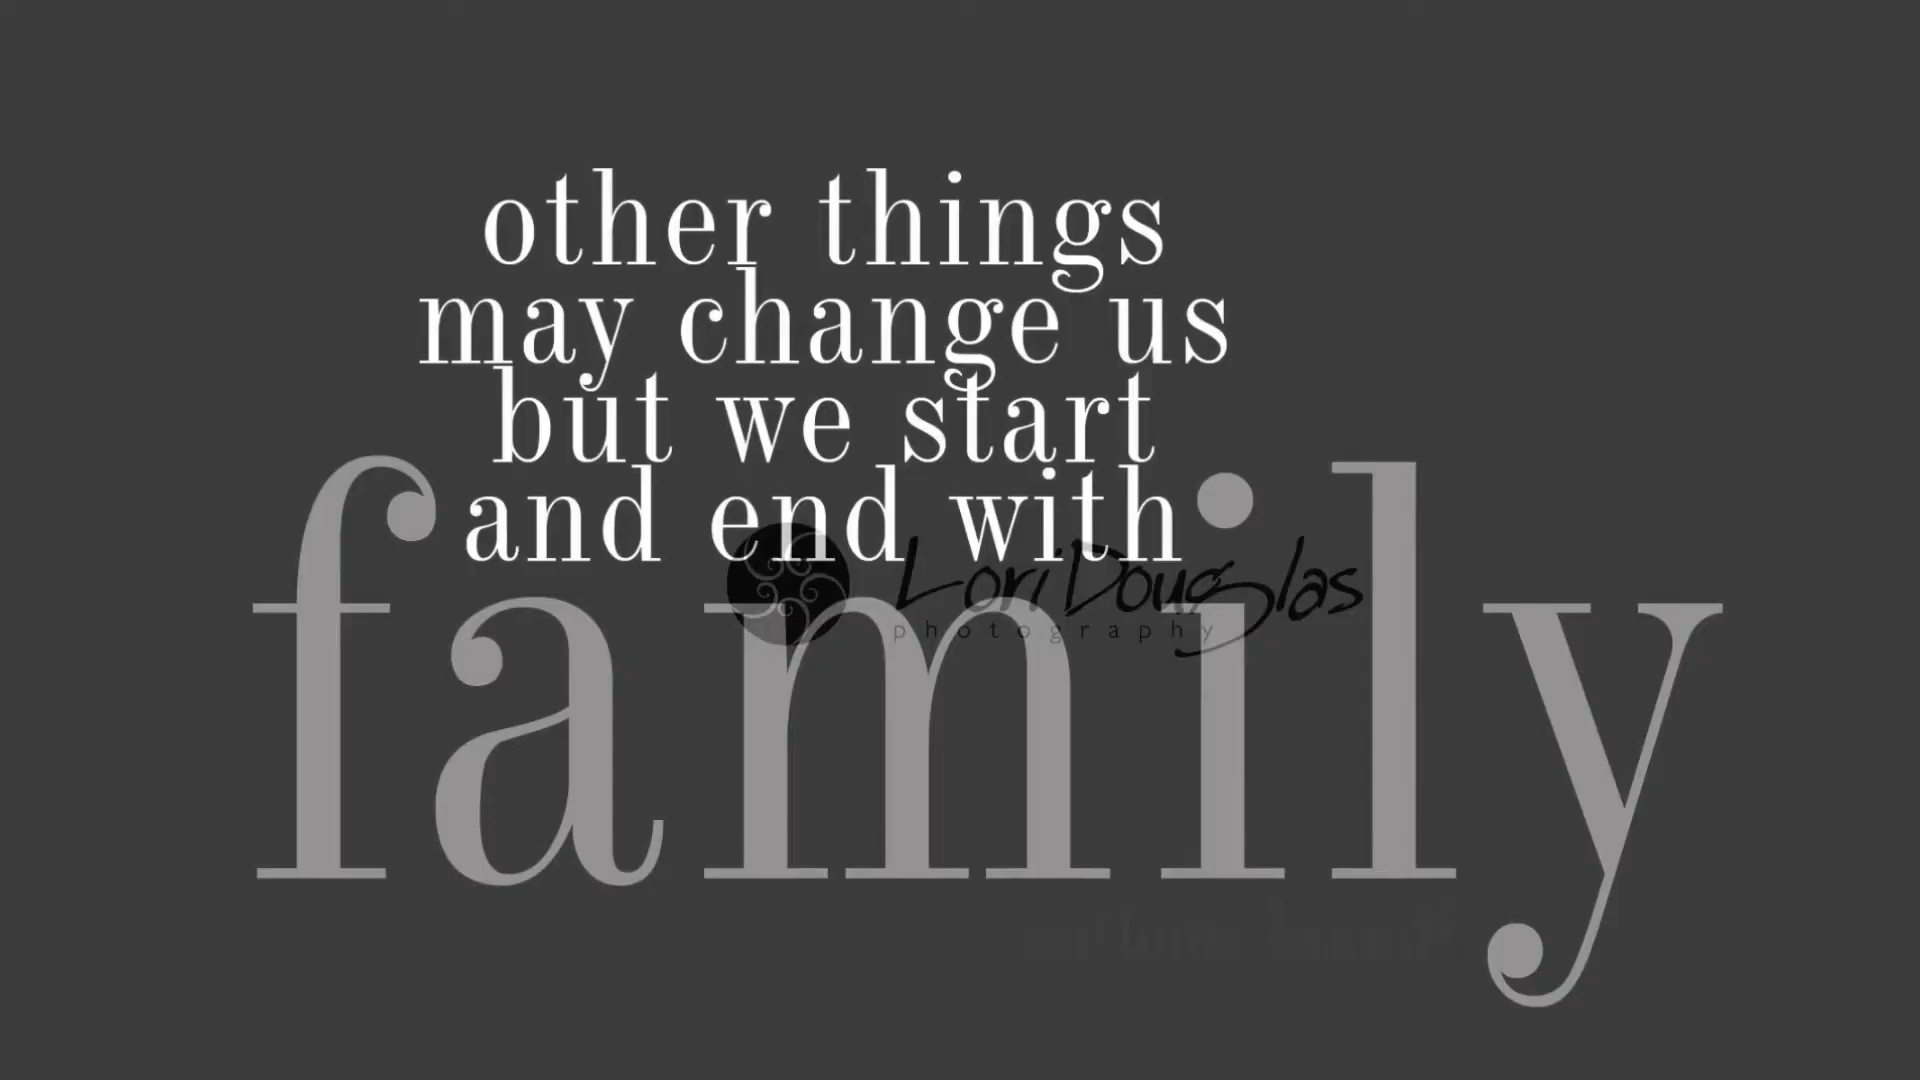 other things
may change us
but we start
and end with
family
Lori Douglas
photography